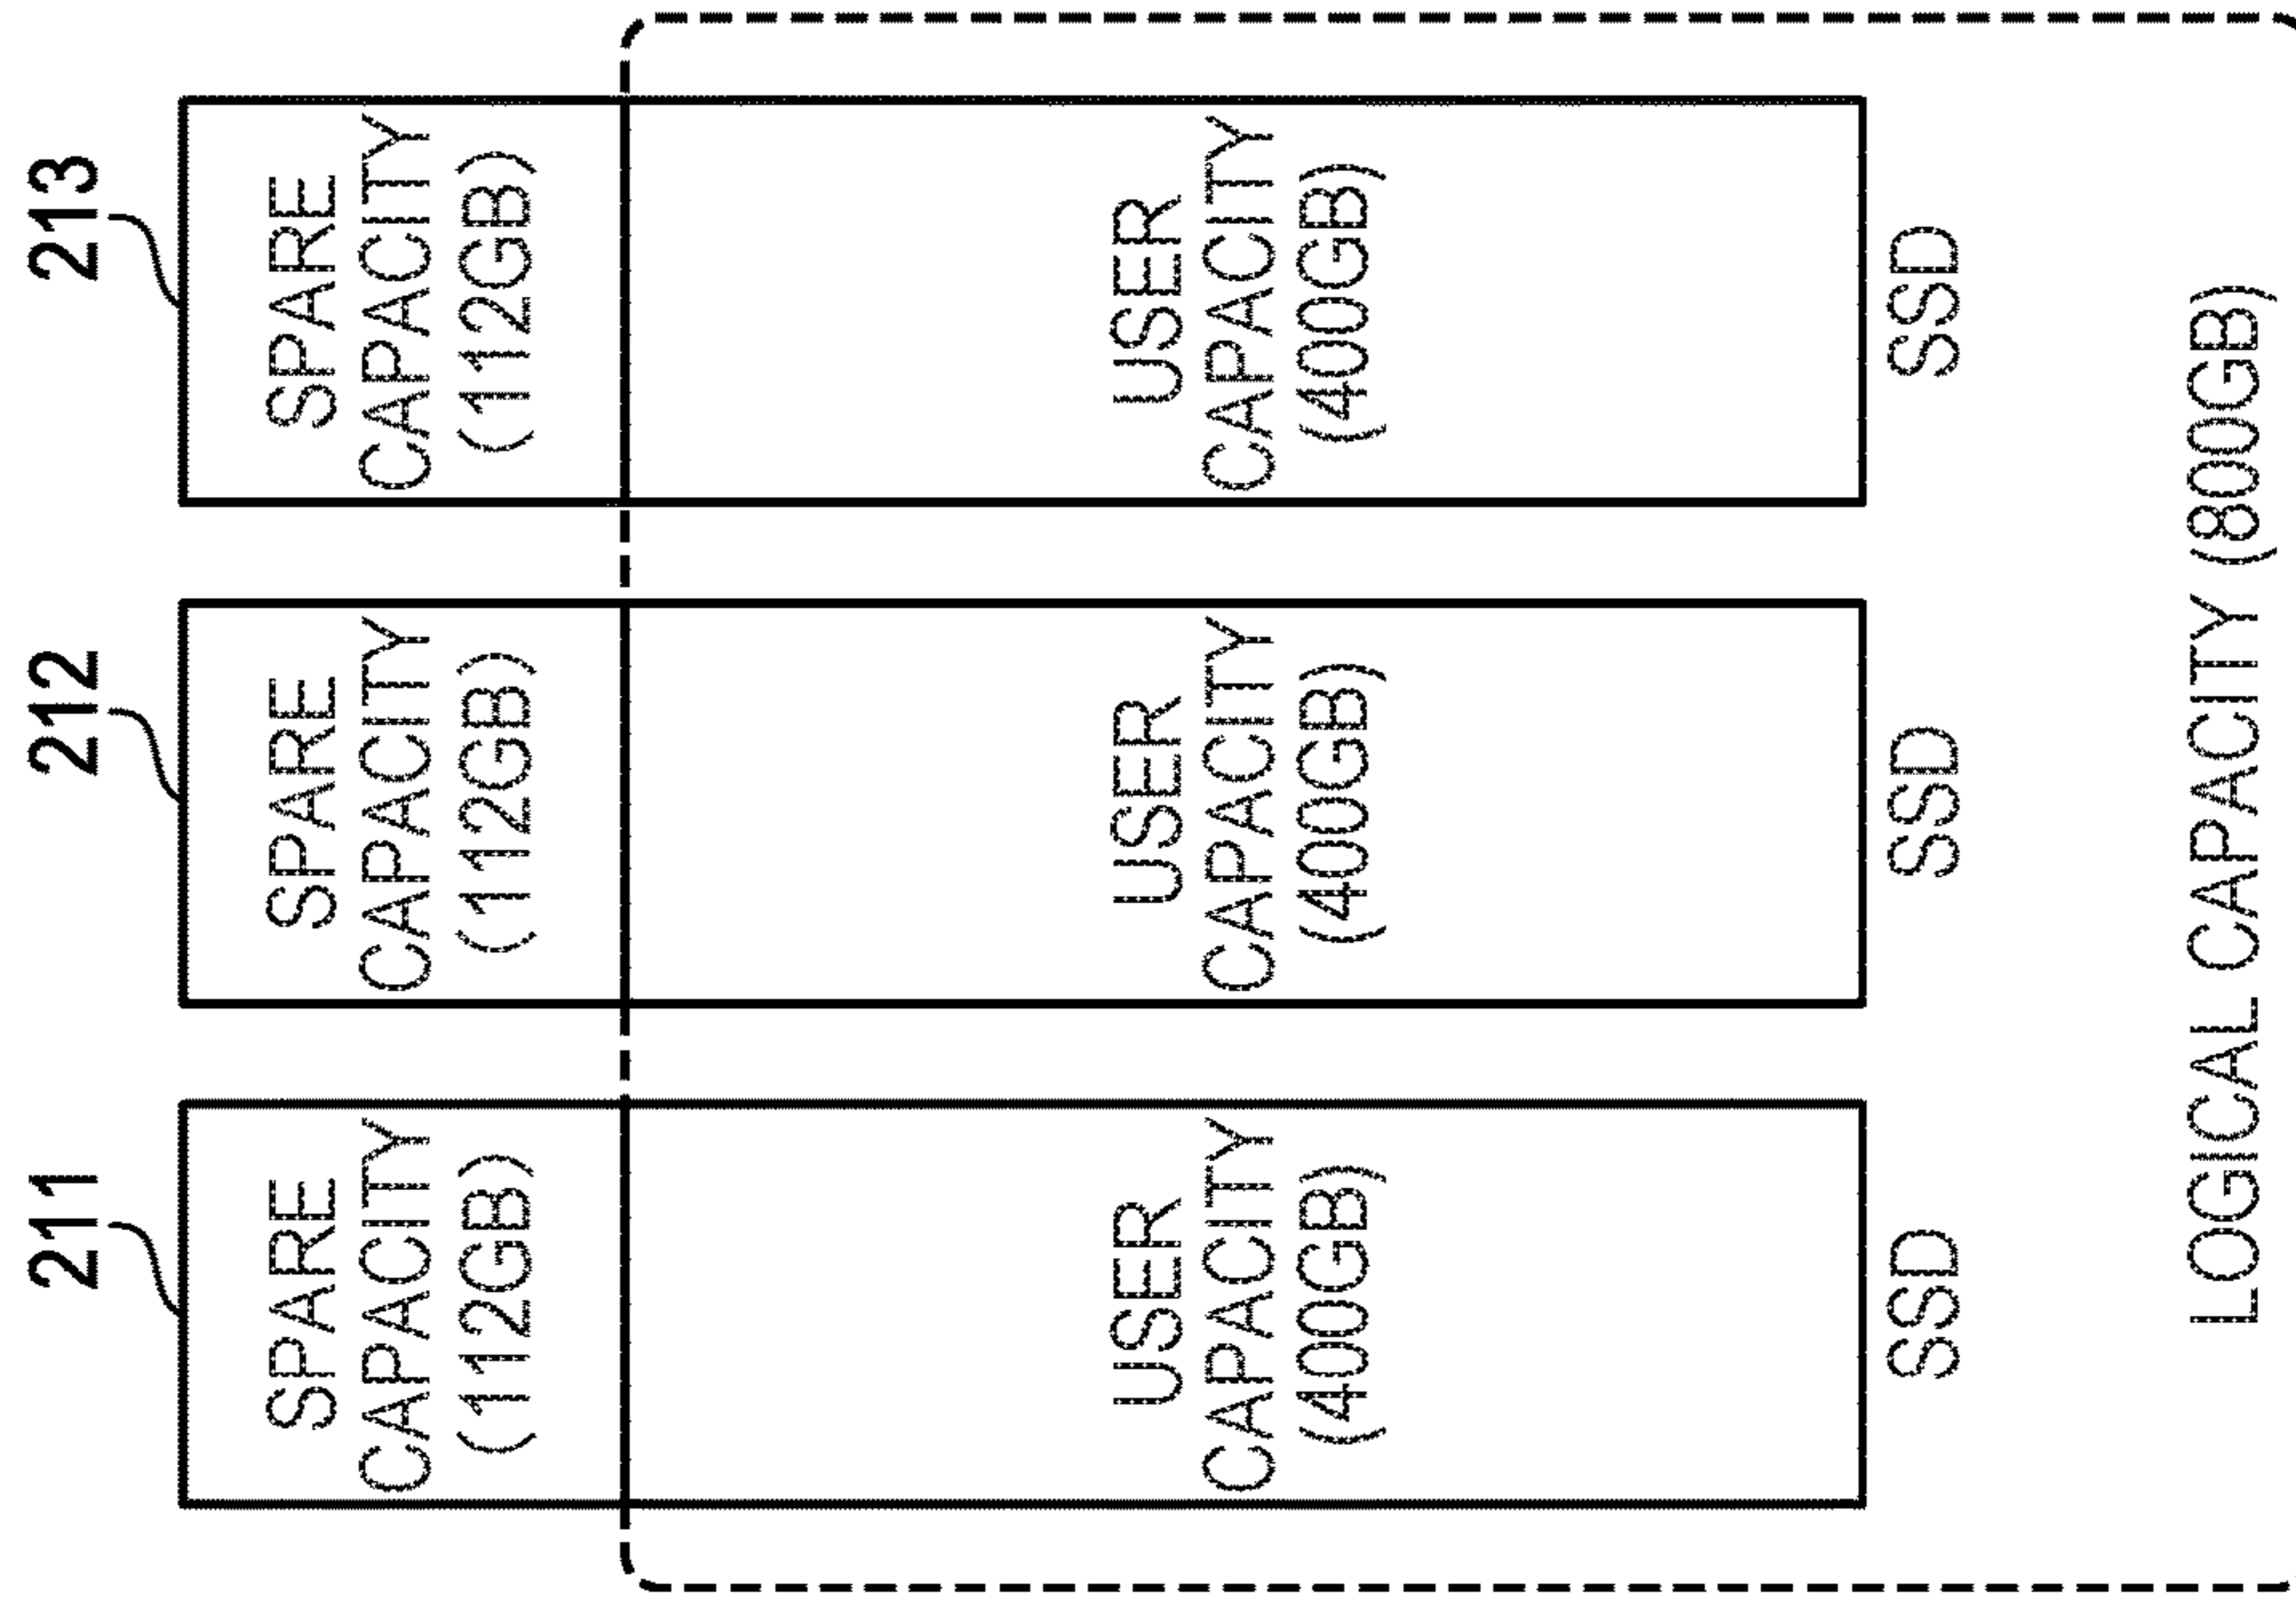 211
SPARE
CAPACITY
(112GB)
USER
CAPACITY
(400GB)
SSD
212
SPARE
CAPACITY
(112GB)
USER
CAPACITY
(400GB)
SSD
213
SPARE
CAPACITY
(112GB)
USER
CAPACITY
(400GB)
SSD
LOGICAL CAPACITY (800GB)